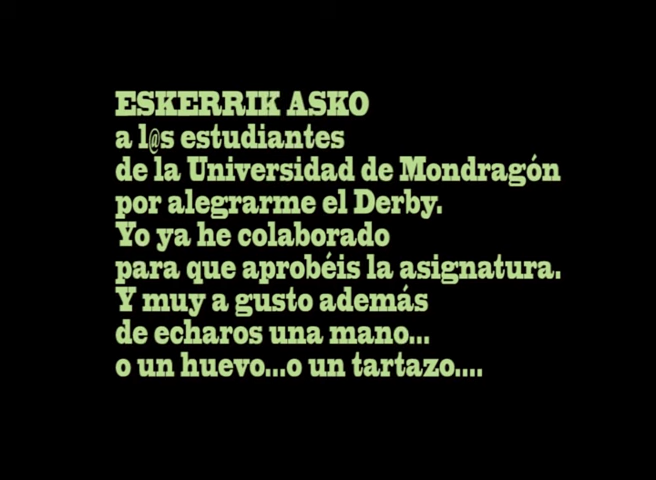 ESKERRIK ASKO
a l@s estudiantes
de la Universidad de Mondragón
por alegrarme el Derby.
Yo ya he colaborado
para que aprobéis la asignatura.
Y muy a gusto además
de echaros una mano...
o un huevo...o un tartazo....